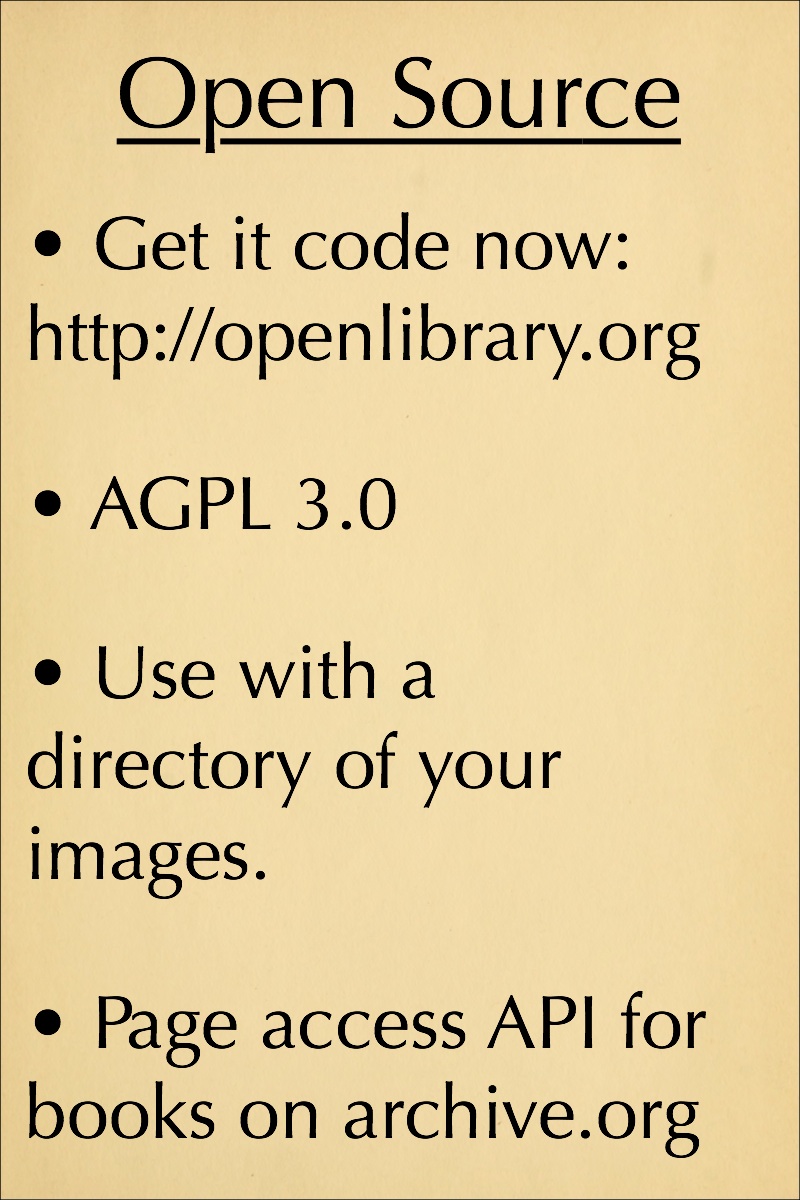 Open Source
• Get it code now:
http://openlibrary.org
• AGPL 3.0
• Use with a
directory of your
images.
• Page access API for
books on archive.org